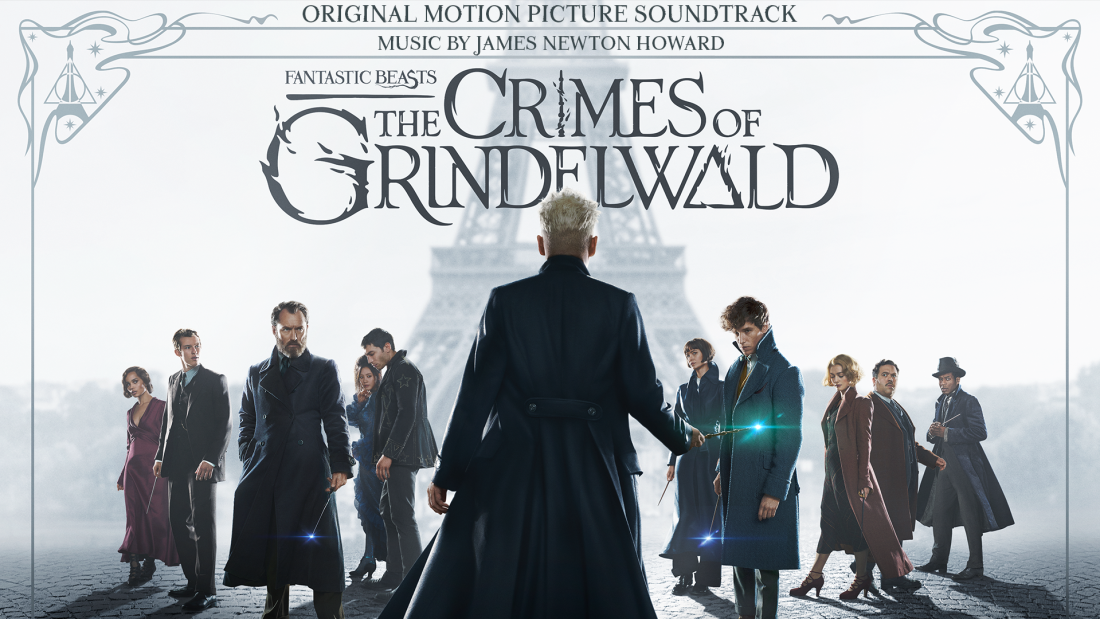 ORIGINAL MOTION PICTURE SOUNDTRACK
MUSIC BY JAMES NEWTON HOWARD
FANTASTIC BEASTS
THE CRIMES OF
GRINDELWALD